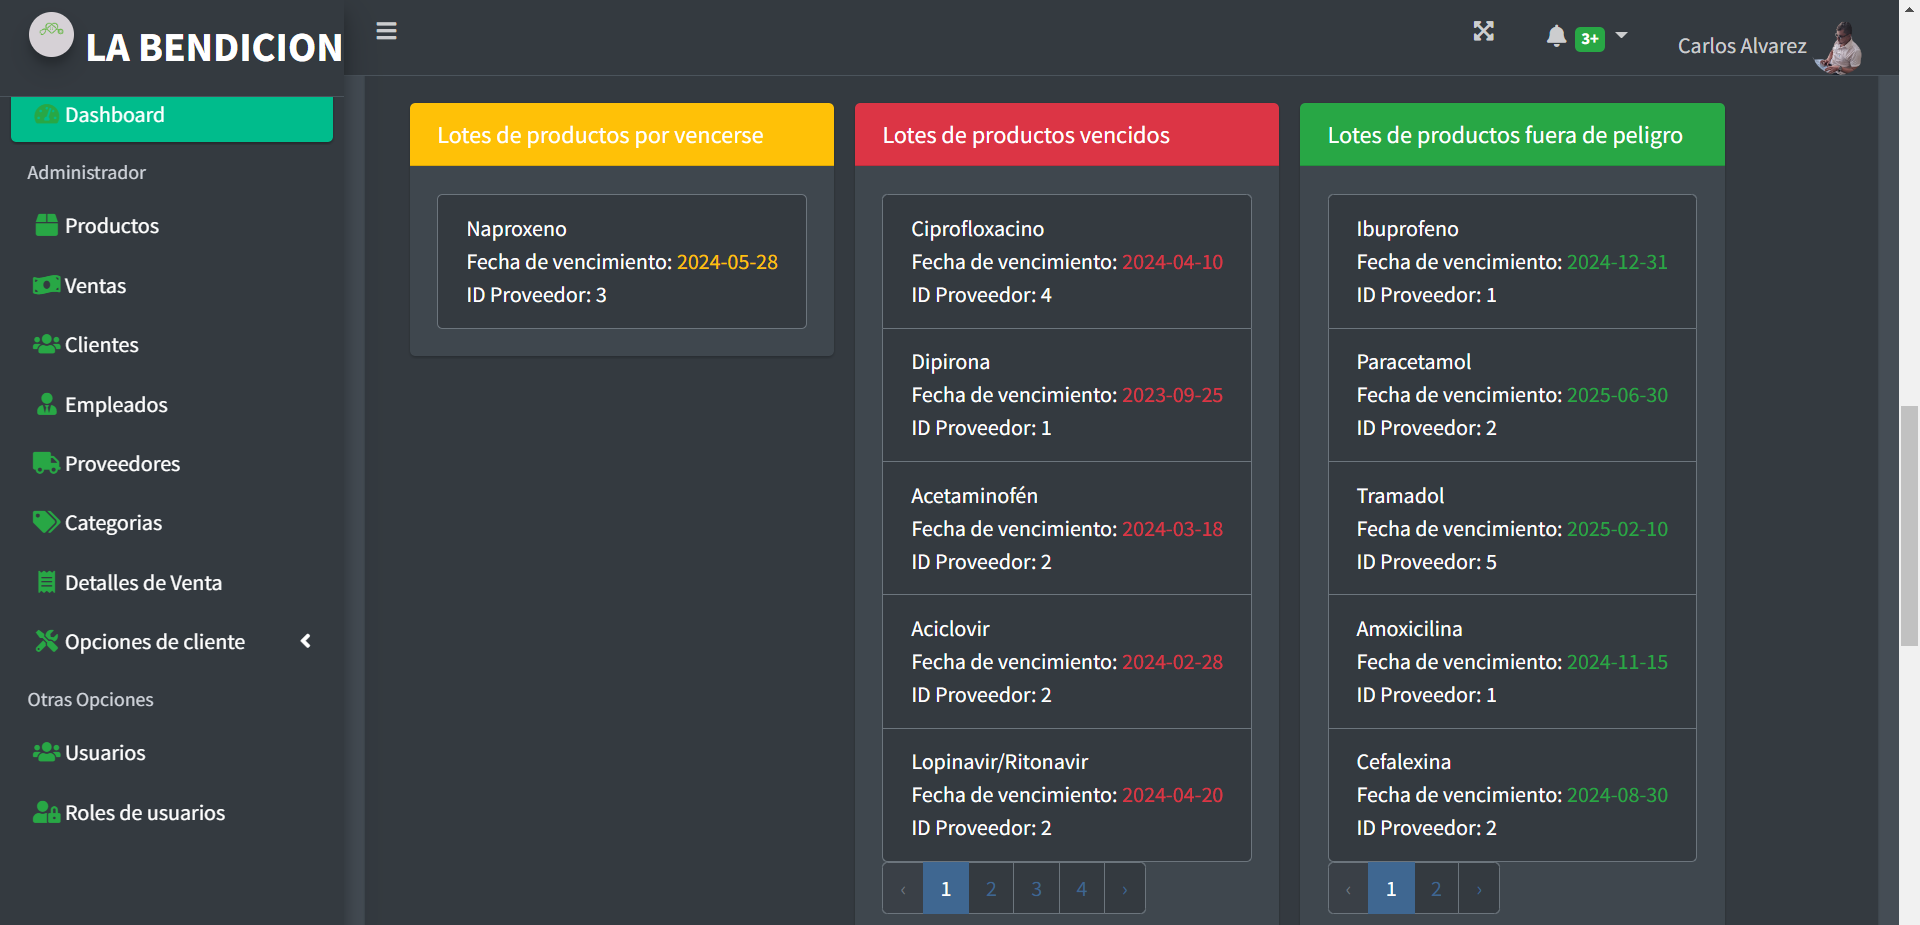 LA BENDICION
3+
Carlos Alvarez
Dashboard
Administrador
Productos
Ventas
Clientes
Empleados
Proveedores
Categorias
Detalles de Venta
Opciones de cliente
Otras Opciones
Usuarios
Roles de usuarios
Lotes de productos por vencerse
Naproxeno
Fecha de vencimiento: 2024-05-28
ID Proveedor: 3
Lotes de productos vencidos
Ciprofloxacino
Fecha de vencimiento: 2024-04-10
ID Proveedor: 4
Dipirona
Fecha de vencimiento: 2023-09-25
ID Proveedor: 1
Acetaminofén
Fecha de vencimiento: 2024-03-18
ID Proveedor: 2
Aciclovir
Fecha de vencimiento: 2024-02-28
ID Proveedor: 2
Lopinavir/Ritonavir
Fecha de vencimiento: 2024-04-20
ID Proveedor: 2
‹ 1 2 3 4 ›
Lotes de productos fuera de peligro
Ibuprofeno
Fecha de vencimiento: 2024-12-31
ID Proveedor: 1
Paracetamol
Fecha de vencimiento: 2025-06-30
ID Proveedor: 2
Tramadol
Fecha de vencimiento: 2025-02-10
ID Proveedor: 5
Amoxicilina
Fecha de vencimiento: 2024-11-15
ID Proveedor: 1
Cefalexina
Fecha de vencimiento: 2024-08-30
ID Proveedor: 2
‹ 1 2 ›